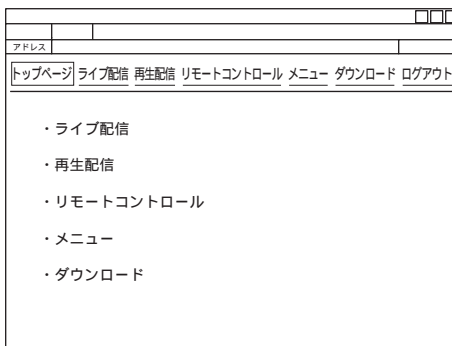 アドレス
トップページ ライブ配信 再生配信 リモートコントロール メニュー ダウンロード ログアウト
・ライブ配信
・再生配信
・リモートコントロール
・メニュー
・ダウンロード